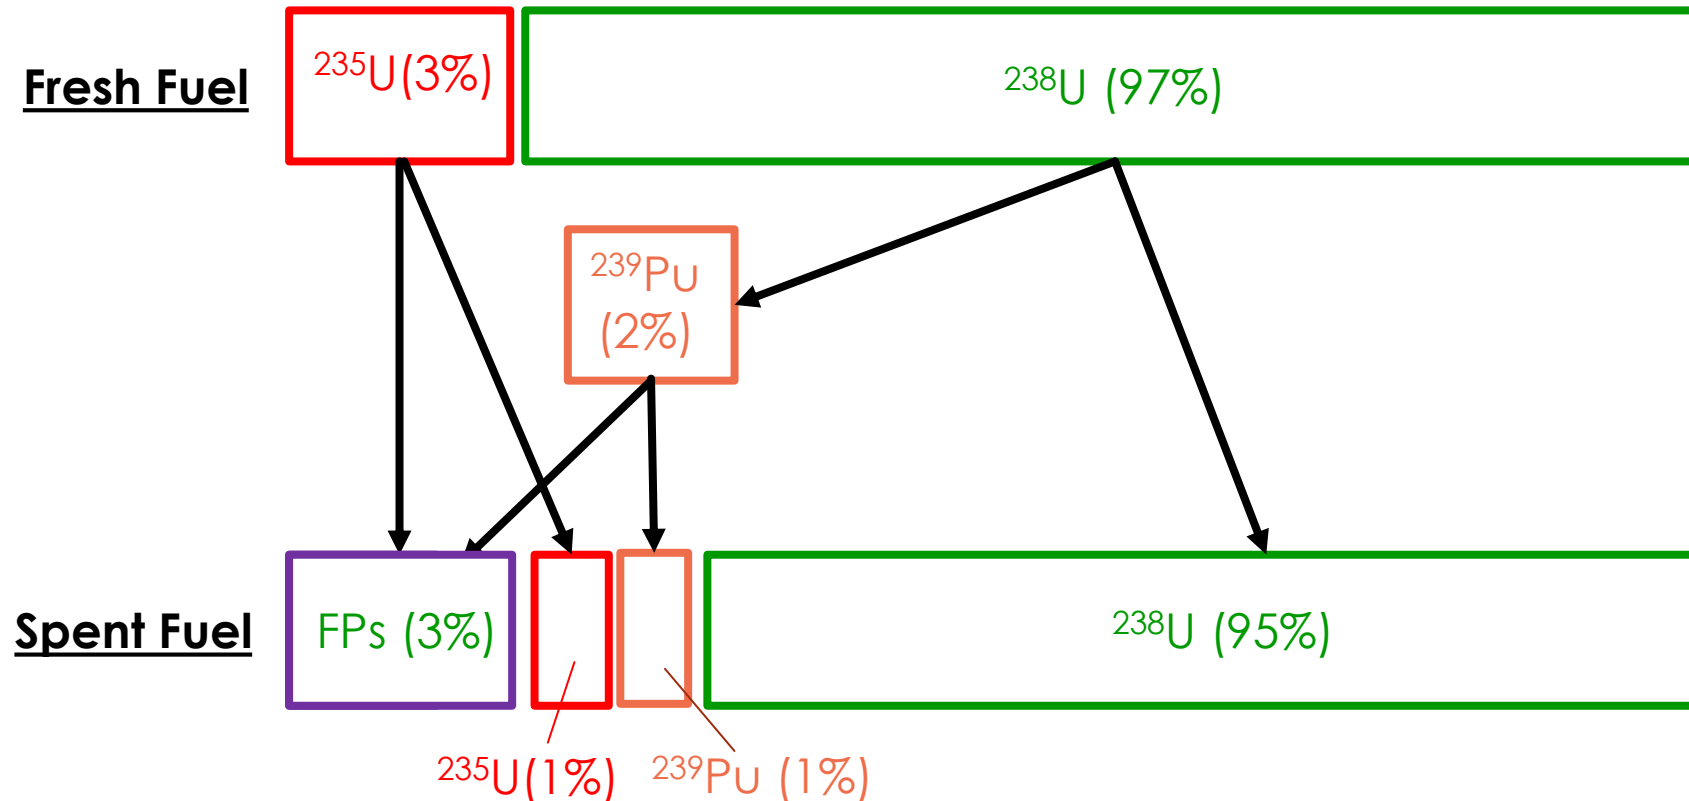 Fresh Fuel
²³⁵U(3%)
²³⁸U (97%)
²³⁹Pu
(2%)
Spent Fuel
FPs (3%)
²³⁸U (95%)
²³⁵U(1%)
²³⁹Pu (1%)